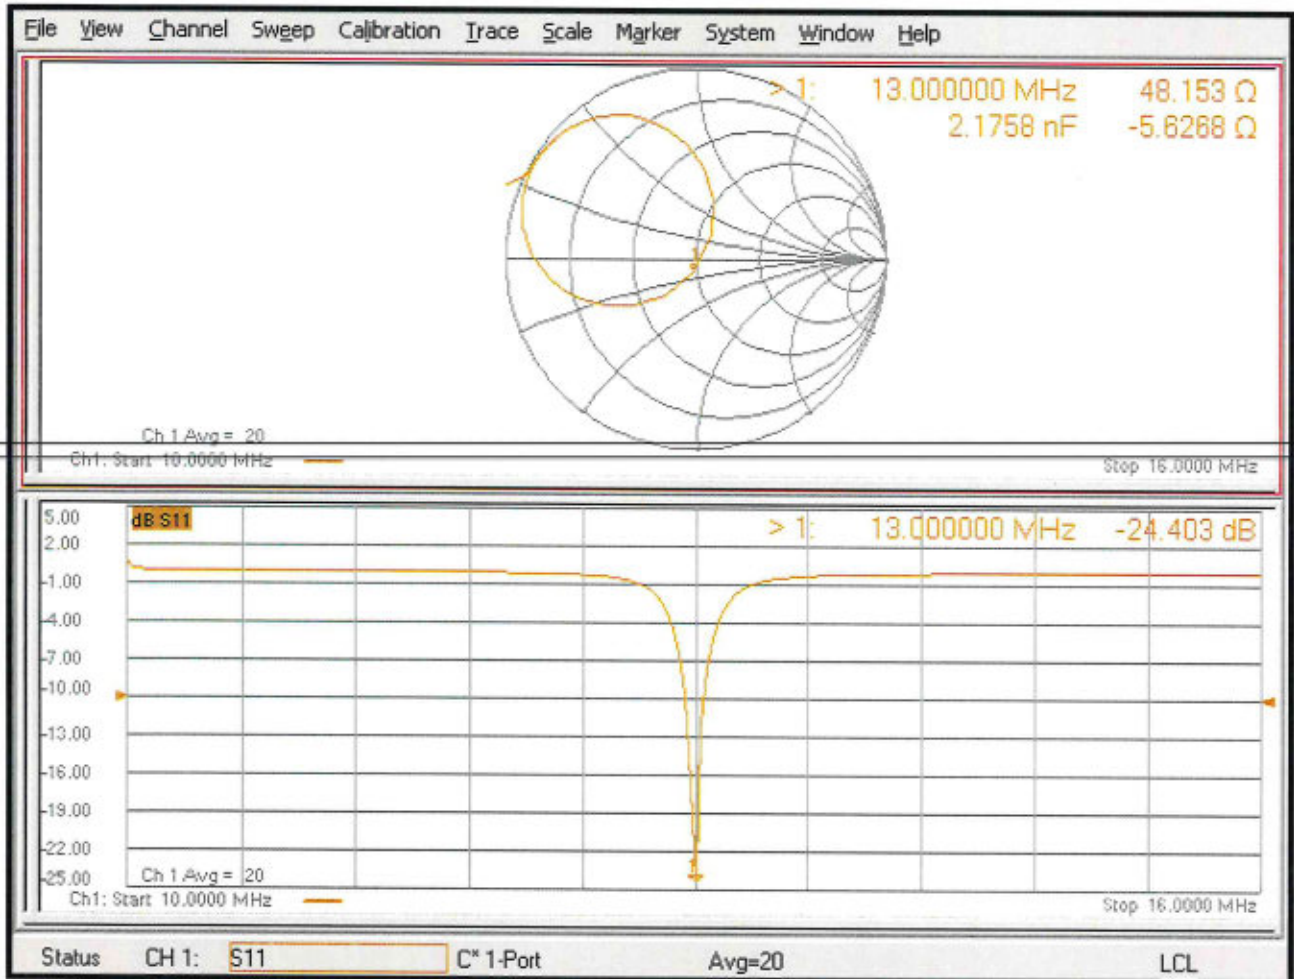 File View Channel Sweep Calibration Trace Scale Marker System Window Help
> 1: 13.000000 MHz 48.153 Ω
2.1758 nF -5.6268 Ω
1
Ch 1 Avg = 20
Ch1: Start 10.0000 MHz
Stop 16.0000 MHz
5.00
dB S11
> 1: 13.000000 MHz -24.403 dB
2.00
-1.00
-4.00
-7.00
-10.00
-13.00
-16.00
-19.00
-22.00
1
-25.00
Ch 1 Avg = 20
Ch1: Start 10.0000 MHz
Stop 16.0000 MHz
Status CH 1: S11 C* 1-Port Avg=20 LCL